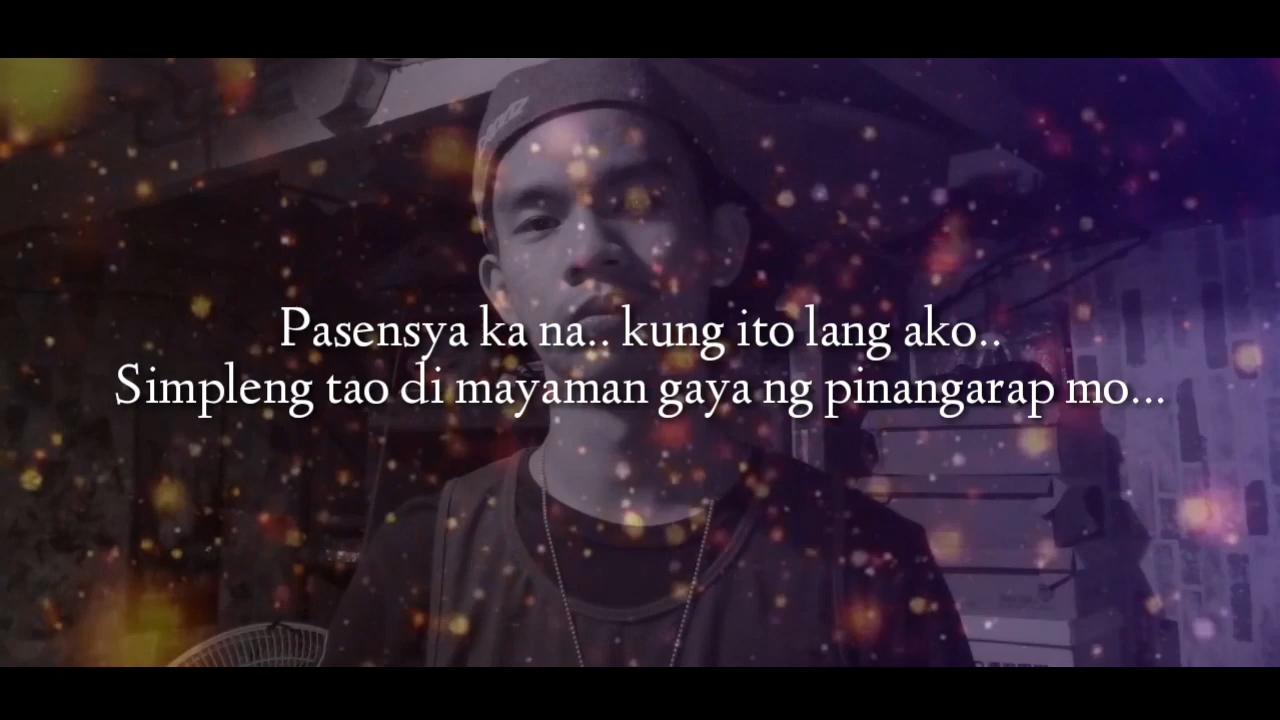 Pasensya ka na.. kung ito lang ako..
Simpleng tao di mayaman gaya ng pinangarap mo...